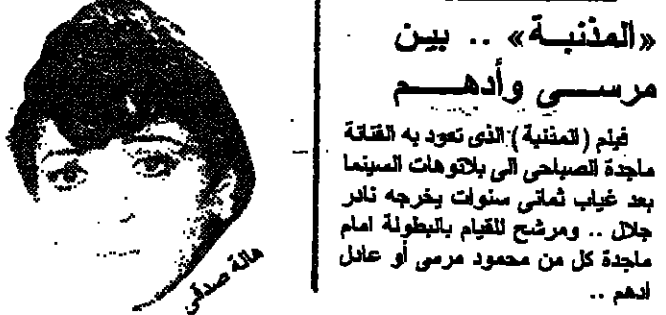 «المذنبة» .. بين
مرسي وأدهم
فيلم (المذنبة) الذى تعود به الفنانة
ماجدة الصباحى الى بلاتوهات السينما
بعد غياب ثمانى سنوات يخرجه نادر
جلال .. ومرشح للقيام بالبطولة امام
ماجدة كل من محمود مرسى أو عادل
ادهم ..
هالة صدقى